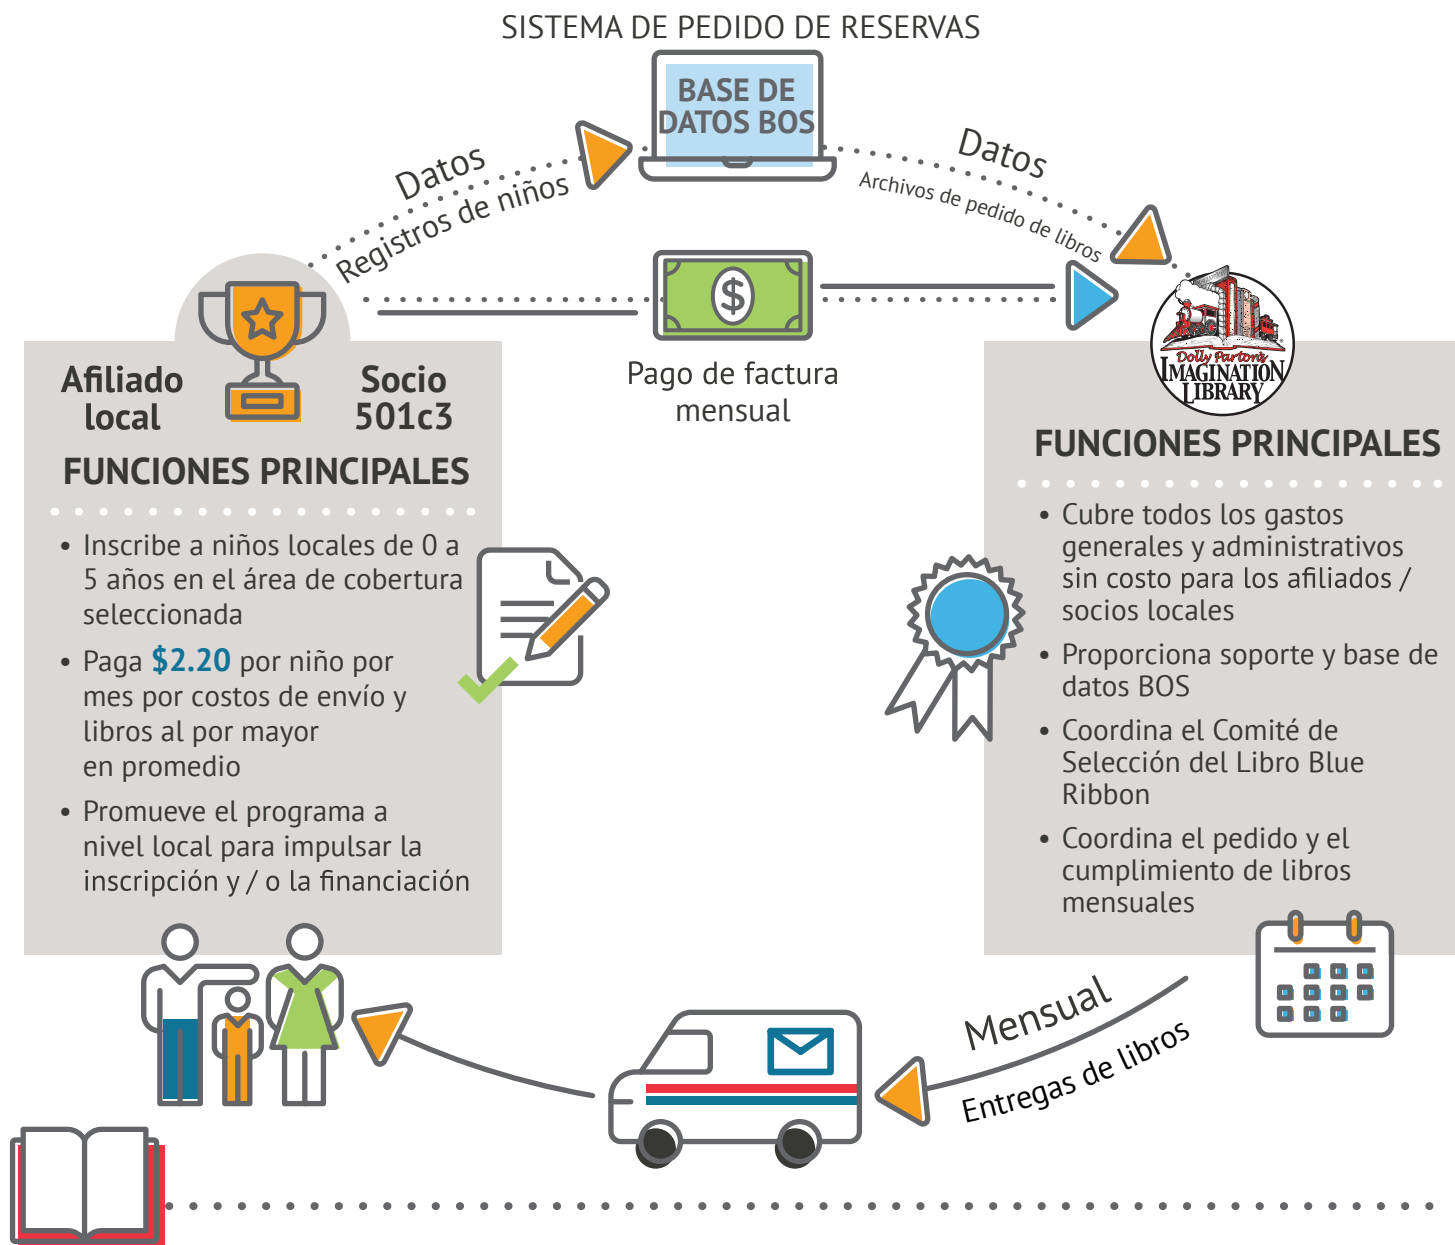 SISTEMA DE PEDIDO DE RESERVAS
BASE DE
DATOS BOS
Datos
Registros de niños
Datos
Archivos de pedido de libros
$
Pago de factura
mensual
Afiliado
local
Socio
501c3
FUNCIONES PRINCIPALES
• Inscribe a niños locales de 0 a
5 años en el área de cobertura
seleccionada
• Paga $2.20 por niño por
mes por costos de envío y
libros al por mayor
en promedio
• Promueve el programa a
nivel local para impulsar la
inscripción y / o la financiación
Dolly Parton's
IMAGINATION
LIBRARY
FUNCIONES PRINCIPALES
• Cubre todos los gastos
generales y administrativos
sin costo para los afiliados /
socios locales
• Proporciona soporte y base de
datos BOS
• Coordina el Comité de
Selección del Libro Blue
Ribbon
• Coordina el pedido y el
cumplimiento de libros
mensuales
Mensual
Entregas de libros